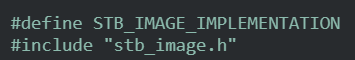 #define STB_IMAGE_IMPLEMENTATION
#include "stb_image.h"